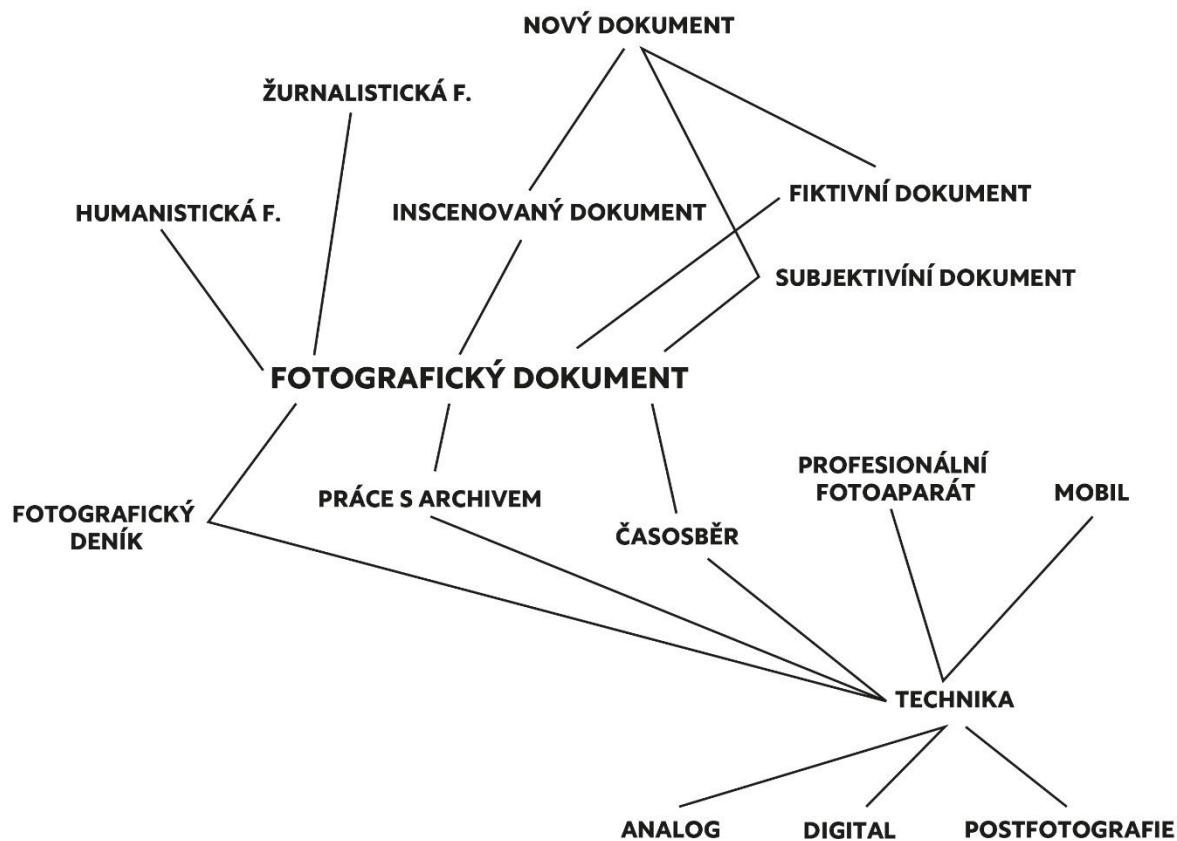 NOVÝ DOKUMENT
ŽURNALISTICKÁ F.
HUMANISTICKÁ F.
INSCENOVANÝ DOKUMENT
FIKTIVNÍ DOKUMENT
SUBJEKTIVÍNÍ DOKUMENT
FOTOGRAFICKÝ DOKUMENT
FOTOGRAFICKÝ
DENÍK
PRÁCE S ARCHIVEM
ČASOSBĚR
PROFESIONÁLNÍ
FOTOAPARÁT
MOBIL
TECHNIKA
ANALOG
DIGITAL
POSTFOTOGRAFIE